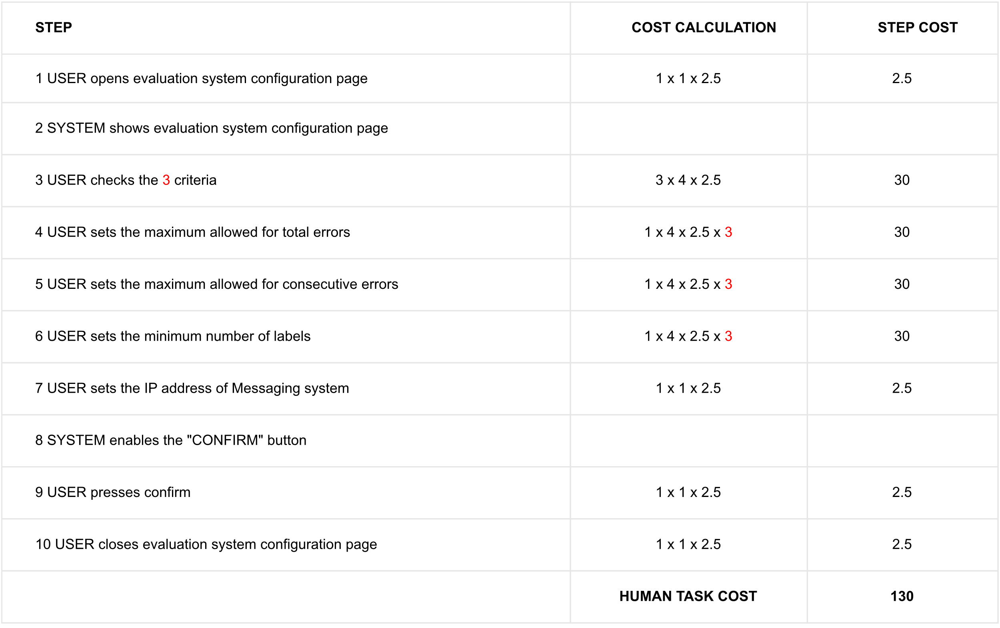 STEP COST CALCULATION STEP COST
1 USER opens evaluation system configuration page 1 x 1 x 2.5 2.5
2 SYSTEM shows evaluation system configuration page
3 USER checks the 3 criteria 3 x 4 x 2.5 30
4 USER sets the maximum allowed for total errors 1 x 4 x 2.5 x 3 30
5 USER sets the maximum allowed for consecutive errors 1 x 4 x 2.5 x 3 30
6 USER sets the minimum number of labels 1 x 4 x 2.5 x 3 30
7 USER sets the IP address of Messaging system 1 x 1 x 2.5 2.5
8 SYSTEM enables the "CONFIRM" button
9 USER presses confirm 1 x 1 x 2.5 2.5
10 USER closes evaluation system configuration page 1 x 1 x 2.5 2.5
HUMAN TASK COST 130